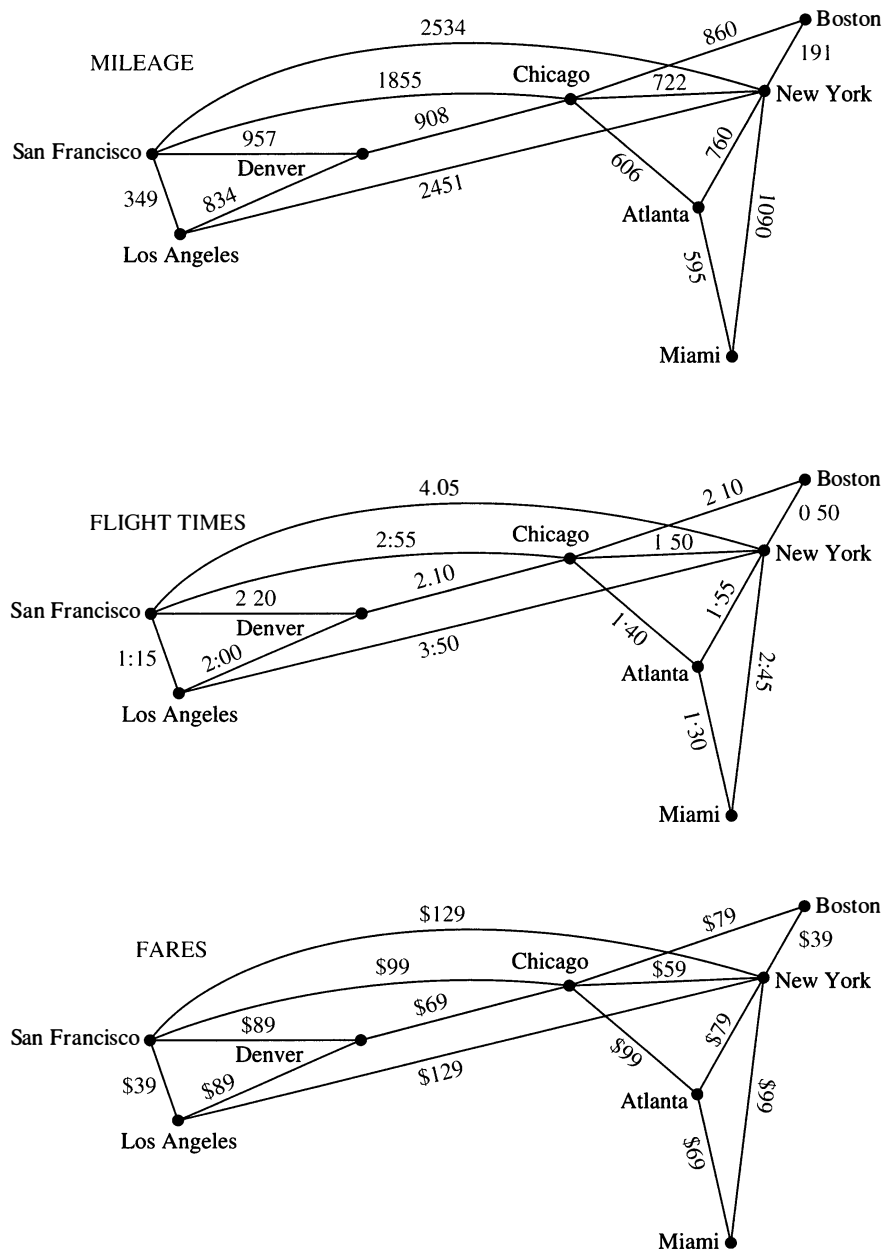 2534
Boston
860
191
MILEAGE
Chicago
1855
722
New York
908
957
760
San Francisco
Denver
606
349
834
2451
Atlanta
1090
Los Angeles
595
Miami
4.05
Boston
2 10
0 50
FLIGHT TIMES
Chicago
2:55
1 50
New York
2.10
2 20
1:55
San Francisco
Denver
1·40
1:15
2:00
3:50
Atlanta
2:45
Los Angeles
1·30
Miami
$129
Boston
$79
$39
FARES
Chicago
$99
$59
New York
$69
$89
$79
San Francisco
Denver
$99
$39
$89
$129
Atlanta
$99
Los Angeles
$69
Miami